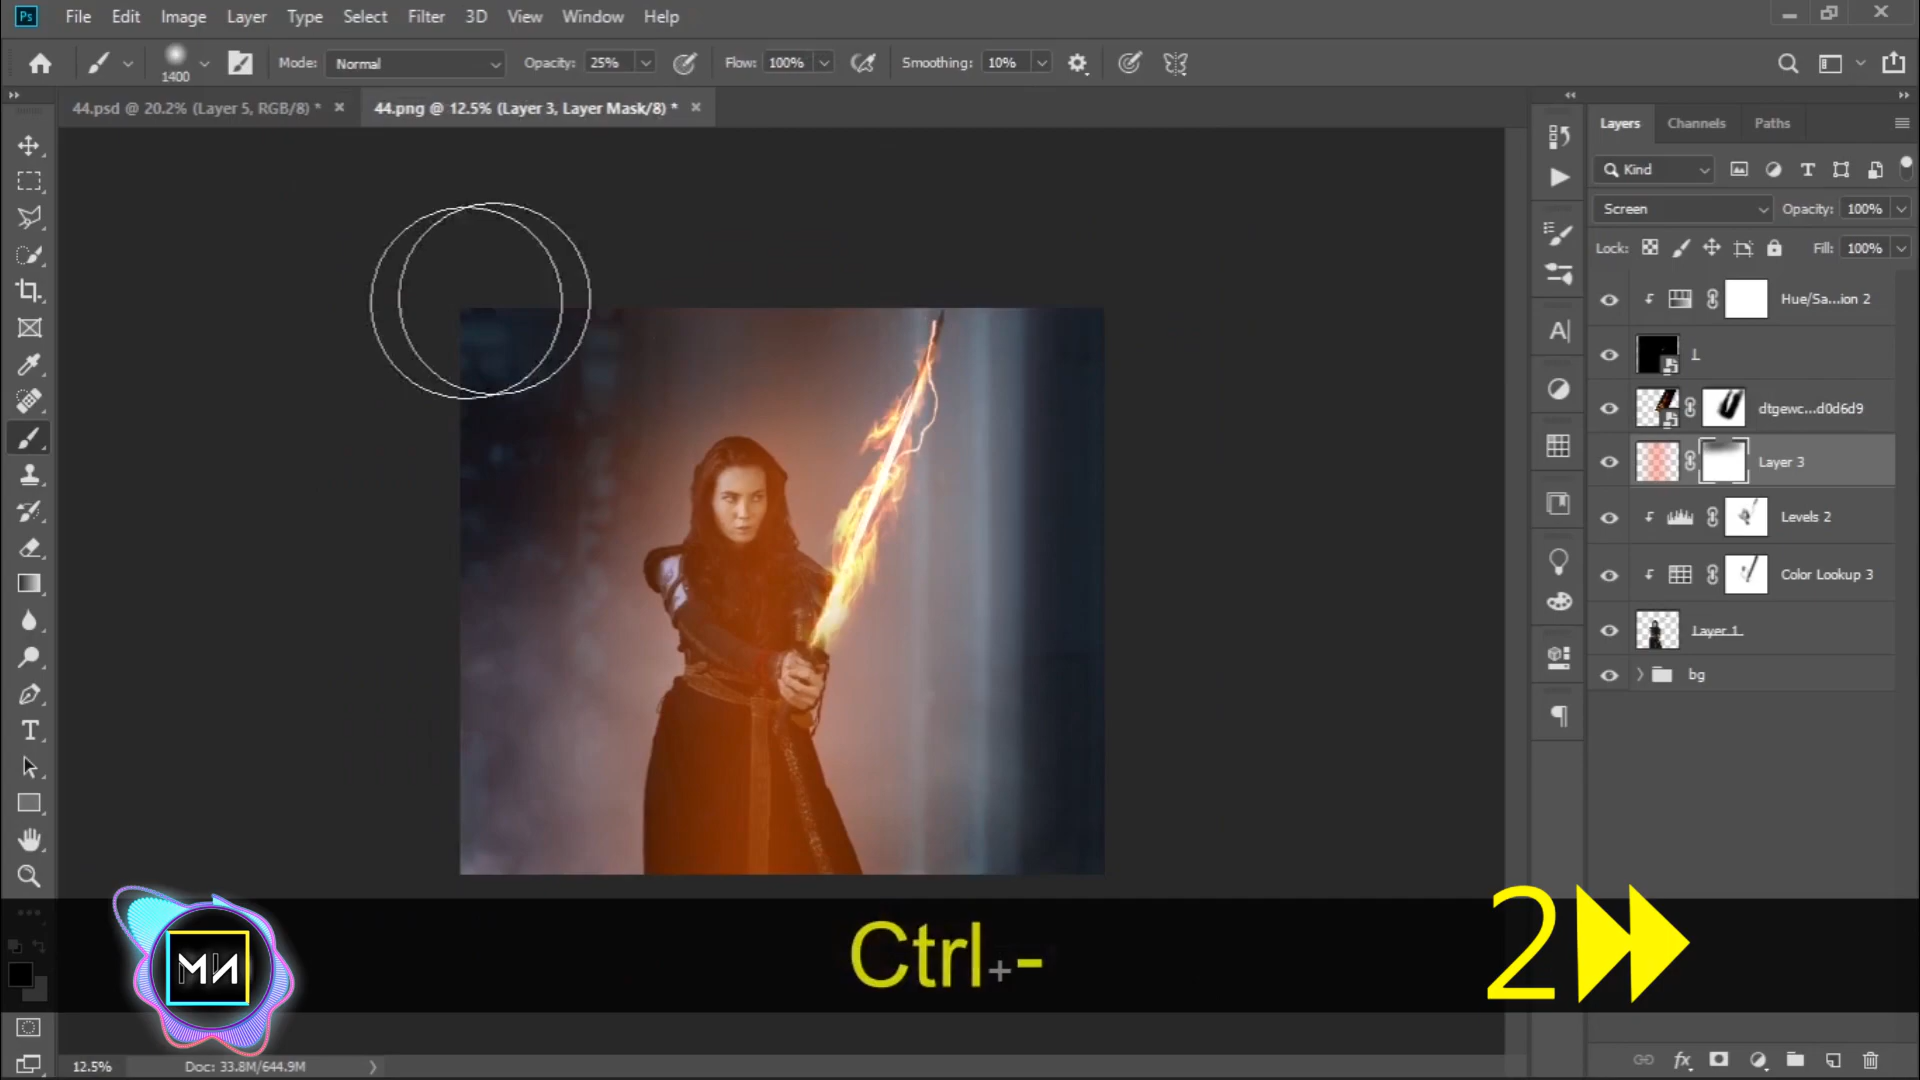 Ps File Edit Image Layer Type Select Filter 3D View Window Help
1400 Mode: Normal Opacity: 25% Flow: 100% Smoothing: 10%
44.psd @ 20.2% (Layer 5, RGB/8) * 44.png @ 12.5% (Layer 3, Layer Mask/8) *
Layers Channels Paths
Kind
Screen Opacity: 100%
Lock: Fill: 100%
Hue/Sa...ion 2
1
dtgewc...d0d6d9
Layer 3
Levels 2
Color Lookup 3
Layer 1
bg
Ctrl+-
2
12.5% Doc: 33.8M/644.9M